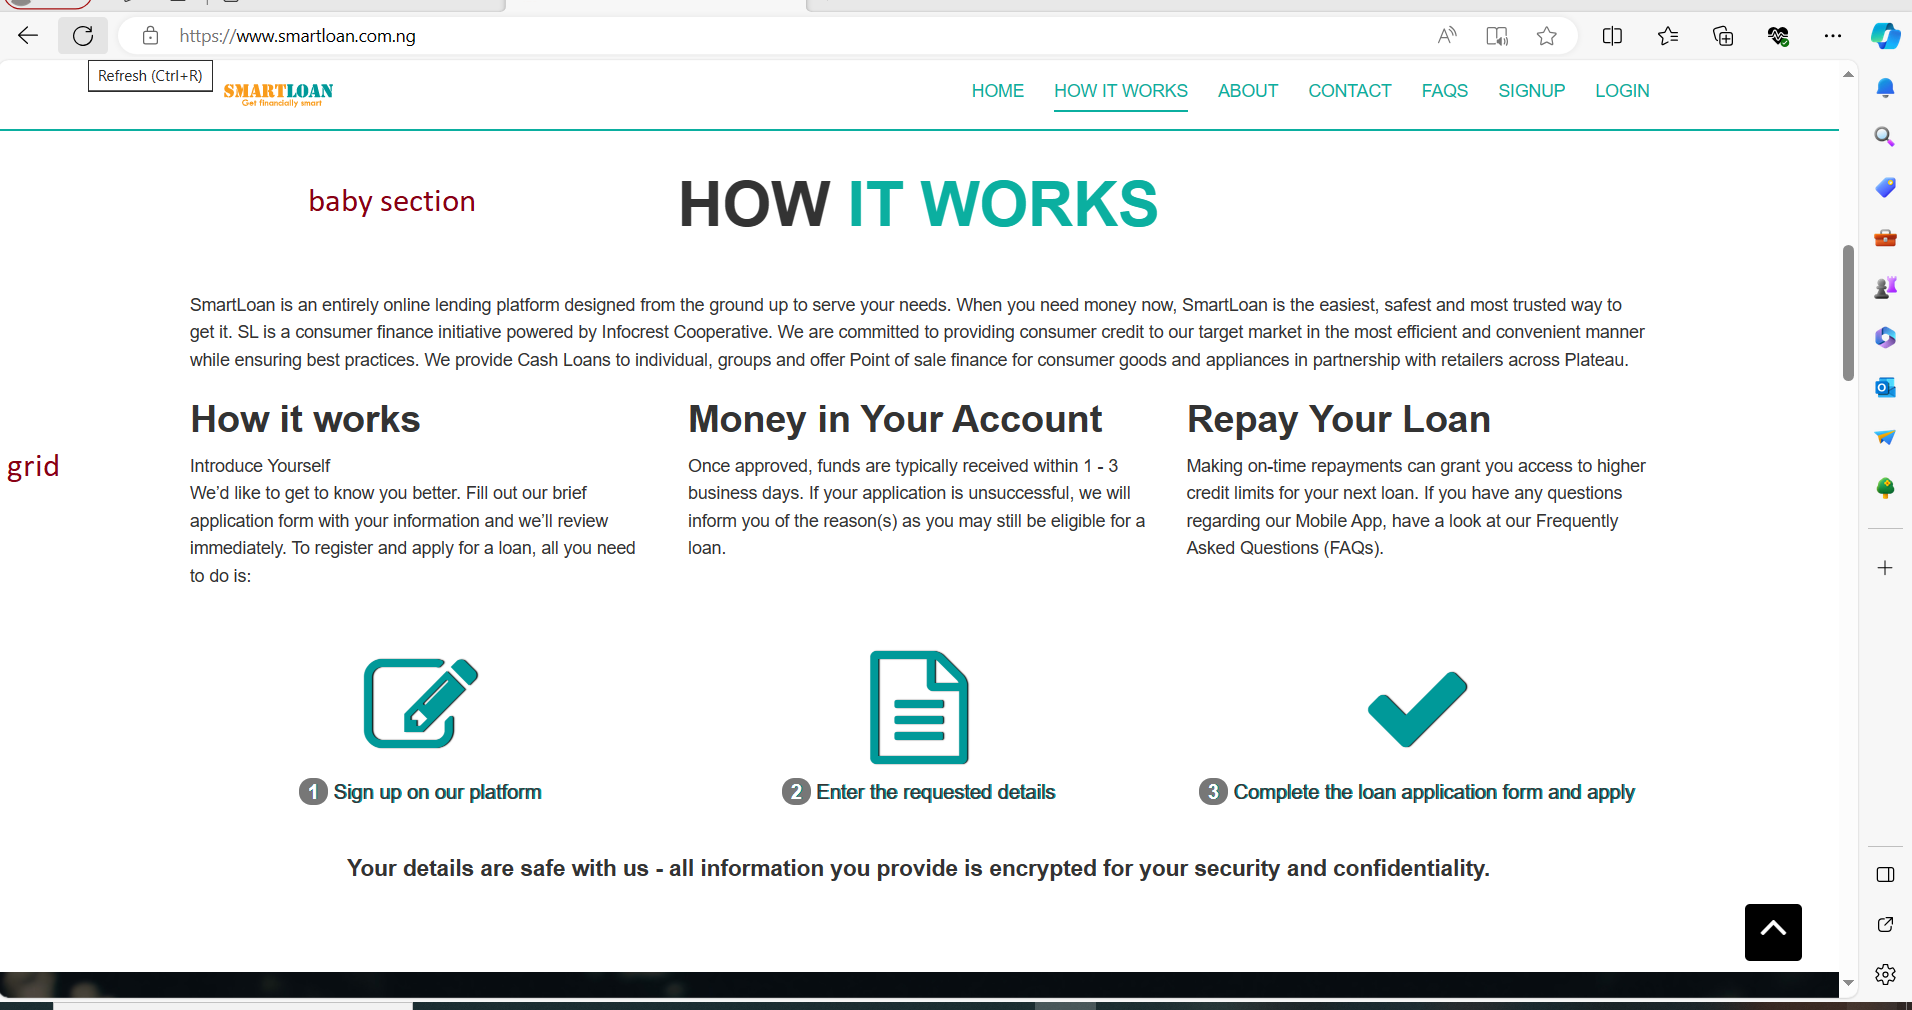 https://www.smartloan.com.ng
Refresh (Ctrl+R)
SMARTLOAN
Get financially smart
HOME HOW IT WORKS ABOUT CONTACT FAQS SIGNUP LOGIN
baby section
HOW IT WORKS
SmartLoan is an entirely online lending platform designed from the ground up to serve your needs. When you need money now, SmartLoan is the easiest, safest and most trusted way to
get it. SL is a consumer finance initiative powered by Infocrest Cooperative. We are committed to providing consumer credit to our target market in the most efficient and convenient manner
while ensuring best practices. We provide Cash Loans to individual, groups and offer Point of sale finance for consumer goods and appliances in partnership with retailers across Plateau.
grid
How it works
Introduce Yourself
We’d like to get to know you better. Fill out our brief
application form with your information and we’ll review
immediately. To register and apply for a loan, all you need
to do is:
Money in Your Account
Once approved, funds are typically received within 1 - 3
business days. If your application is unsuccessful, we will
inform you of the reason(s) as you may still be eligible for a
loan.
Repay Your Loan
Making on-time repayments can grant you access to higher
credit limits for your next loan. If you have any questions
regarding our Mobile App, have a look at our Frequently
Asked Questions (FAQs).
1 Sign up on our platform
2 Enter the requested details
3 Complete the loan application form and apply
Your details are safe with us - all information you provide is encrypted for your security and confidentiality.